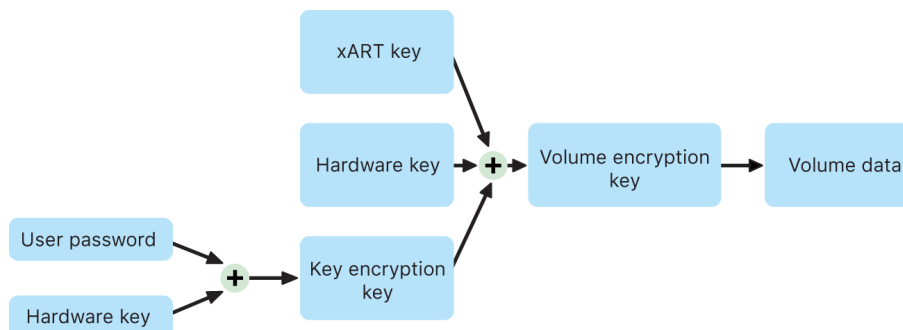 xART key
Hardware key
+
Volume encryption
key
Volume data
User password
+
Key encryption
key
Hardware key